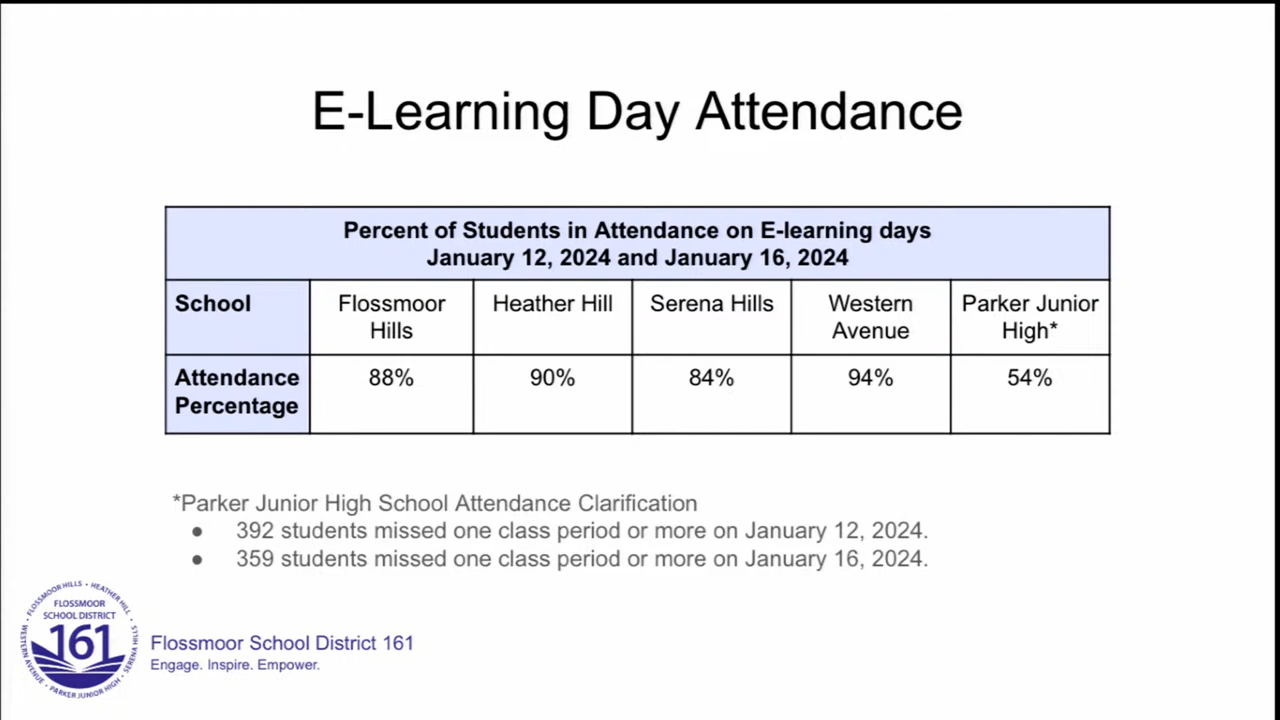 E-Learning Day Attendance
Percent of Students in Attendance on E-learning days
January 12, 2024 and January 16, 2024
School
Flossmoor
Hills
Heather Hill
Serena Hills
Western
Avenue
Parker Junior
High*
Attendance
Percentage
88%
90%
84%
94%
54%
*Parker Junior High School Attendance Clarification
● 392 students missed one class period or more on January 12, 2024.
● 359 students missed one class period or more on January 16, 2024.
FLOSSMOOR HILLS • HEATHER HILL • SERENA HILLS • PARKER JUNIOR HIGH • WESTERN AVENUE •
FLOSSMOOR
SCHOOL DISTRICT
161
Flossmoor School District 161
Engage. Inspire. Empower.